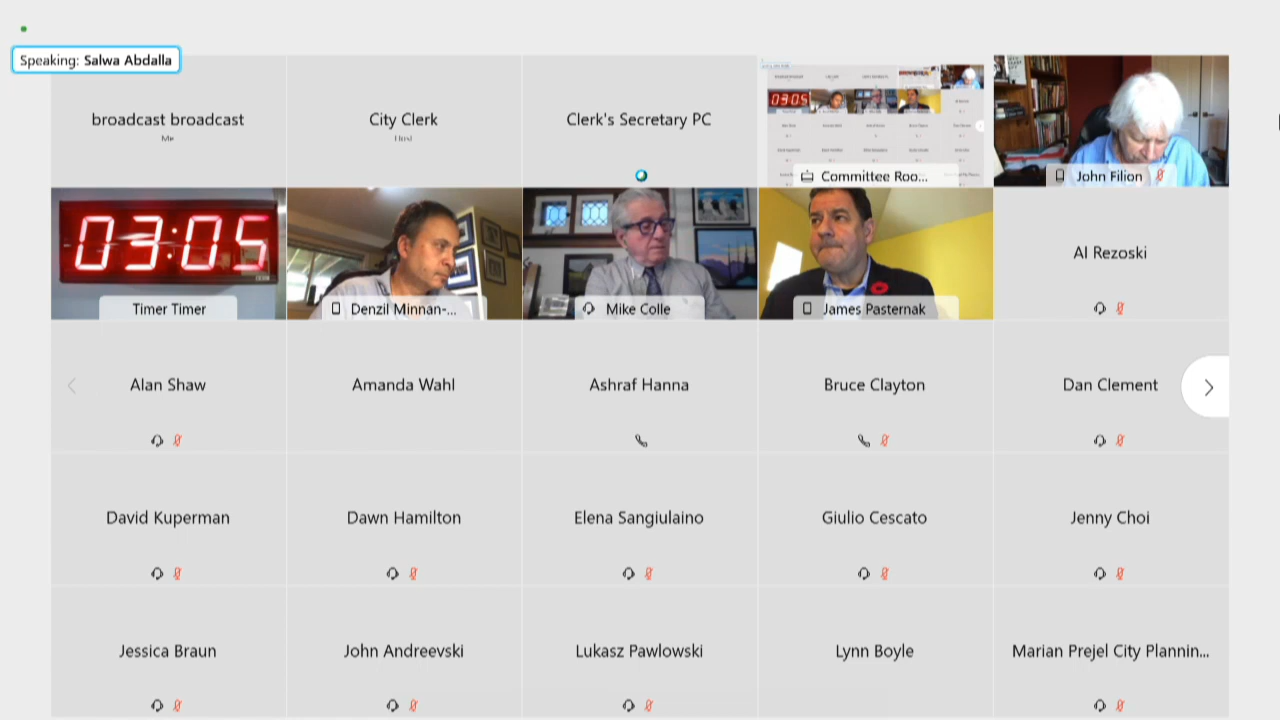 Speaking: Salwa Abdalla
broadcast broadcast
Me
City Clerk
Host
Clerk's Secretary PC
Committee Roo...
John Filion
03:05
Timer Timer
Denzil Minnan-...
Mike Colle
James Pasternak
Al Rezoski
Alan Shaw
Amanda Wahl
Ashraf Hanna
Bruce Clayton
Dan Clement
David Kuperman
Dawn Hamilton
Elena Sangiulaino
Giulio Cescato
Jenny Choi
Jessica Braun
John Andreevski
Lukasz Pawlowski
Lynn Boyle
Marian Prejel City Plannin...